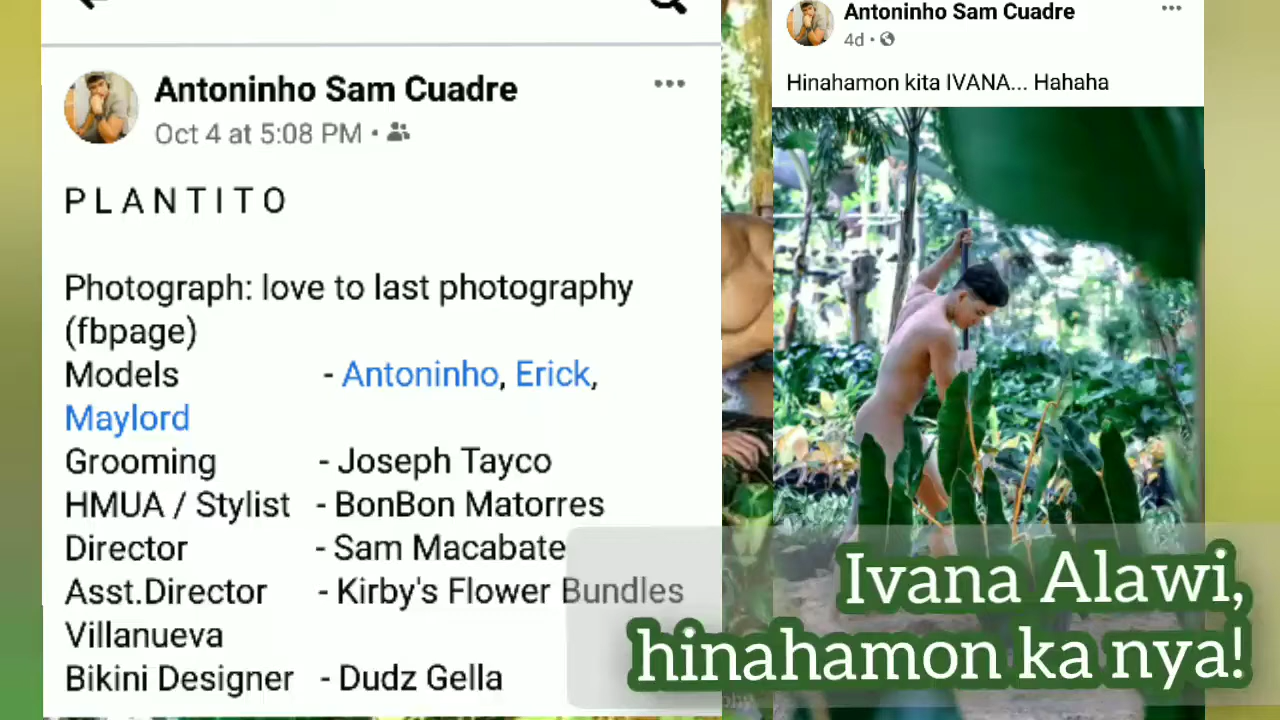 Antoninho Sam Cuadre
Oct 4 at 5:08 PM •
P L A N T I T O
Photograph: love to last photography
(fbpage)
Models - Antoninho, Erick,
Maylord
Grooming - Joseph Tayco
HMUA / Stylist - BonBon Matorres
Director - Sam Macabate
Asst.Director - Kirby's Flower Bundles
Villanueva
Bikini Designer - Dudz Gella
Antoninho Sam Cuadre
4d •
Hinahamon kita IVANA... Hahaha
Ivana Alawi,
hinahamon ka nya!